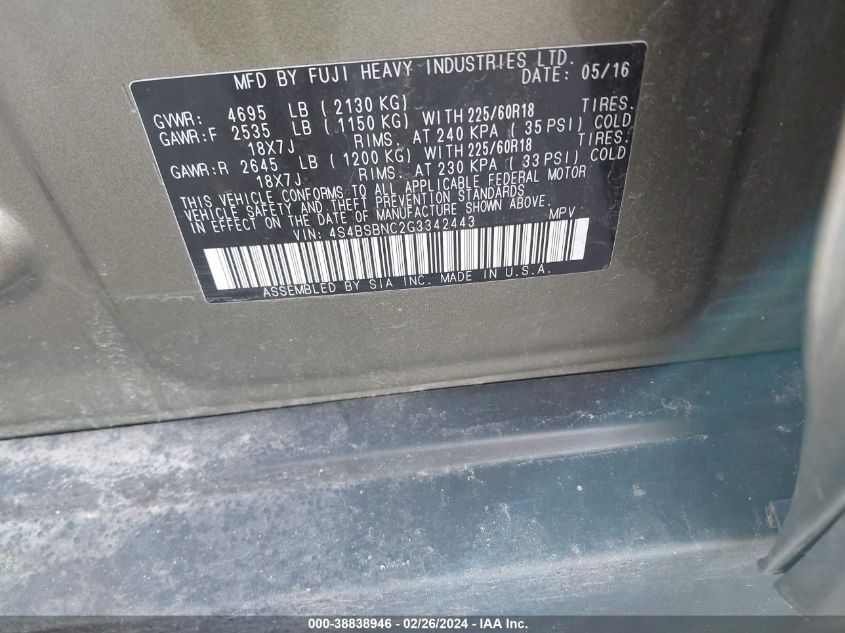 MFD BY FUJI HEAVY INDUSTRIES LTD.
DATE: 05/16
GVWR: 4695 LB ( 2130 KG)
GAWR:F 2535 LB ( 1150 KG) WITH 225/60R18 TIRES.
18X7J RIMS. AT 240 KPA ( 35 PSI) COLD
GAWR:R 2645 LB ( 1200 KG) WITH 225/60R18 TIRES.
18X7J RIMS. AT 230 KPA ( 33 PSI) COLD
THIS VEHICLE CONFORMS TO ALL APPLICABLE FEDERAL MOTOR
VEHICLE SAFETY AND THEFT PREVENTION STANDARDS
IN EFFECT ON THE DATE OF MANUFACTURE SHOWN ABOVE.
VIN: 4S4BSBNC2G3342443 MPV
ASSEMBLED BY SIA INC. MADE IN U.S.A.
000-38838946 - 02/26/2024 - IAA Inc.